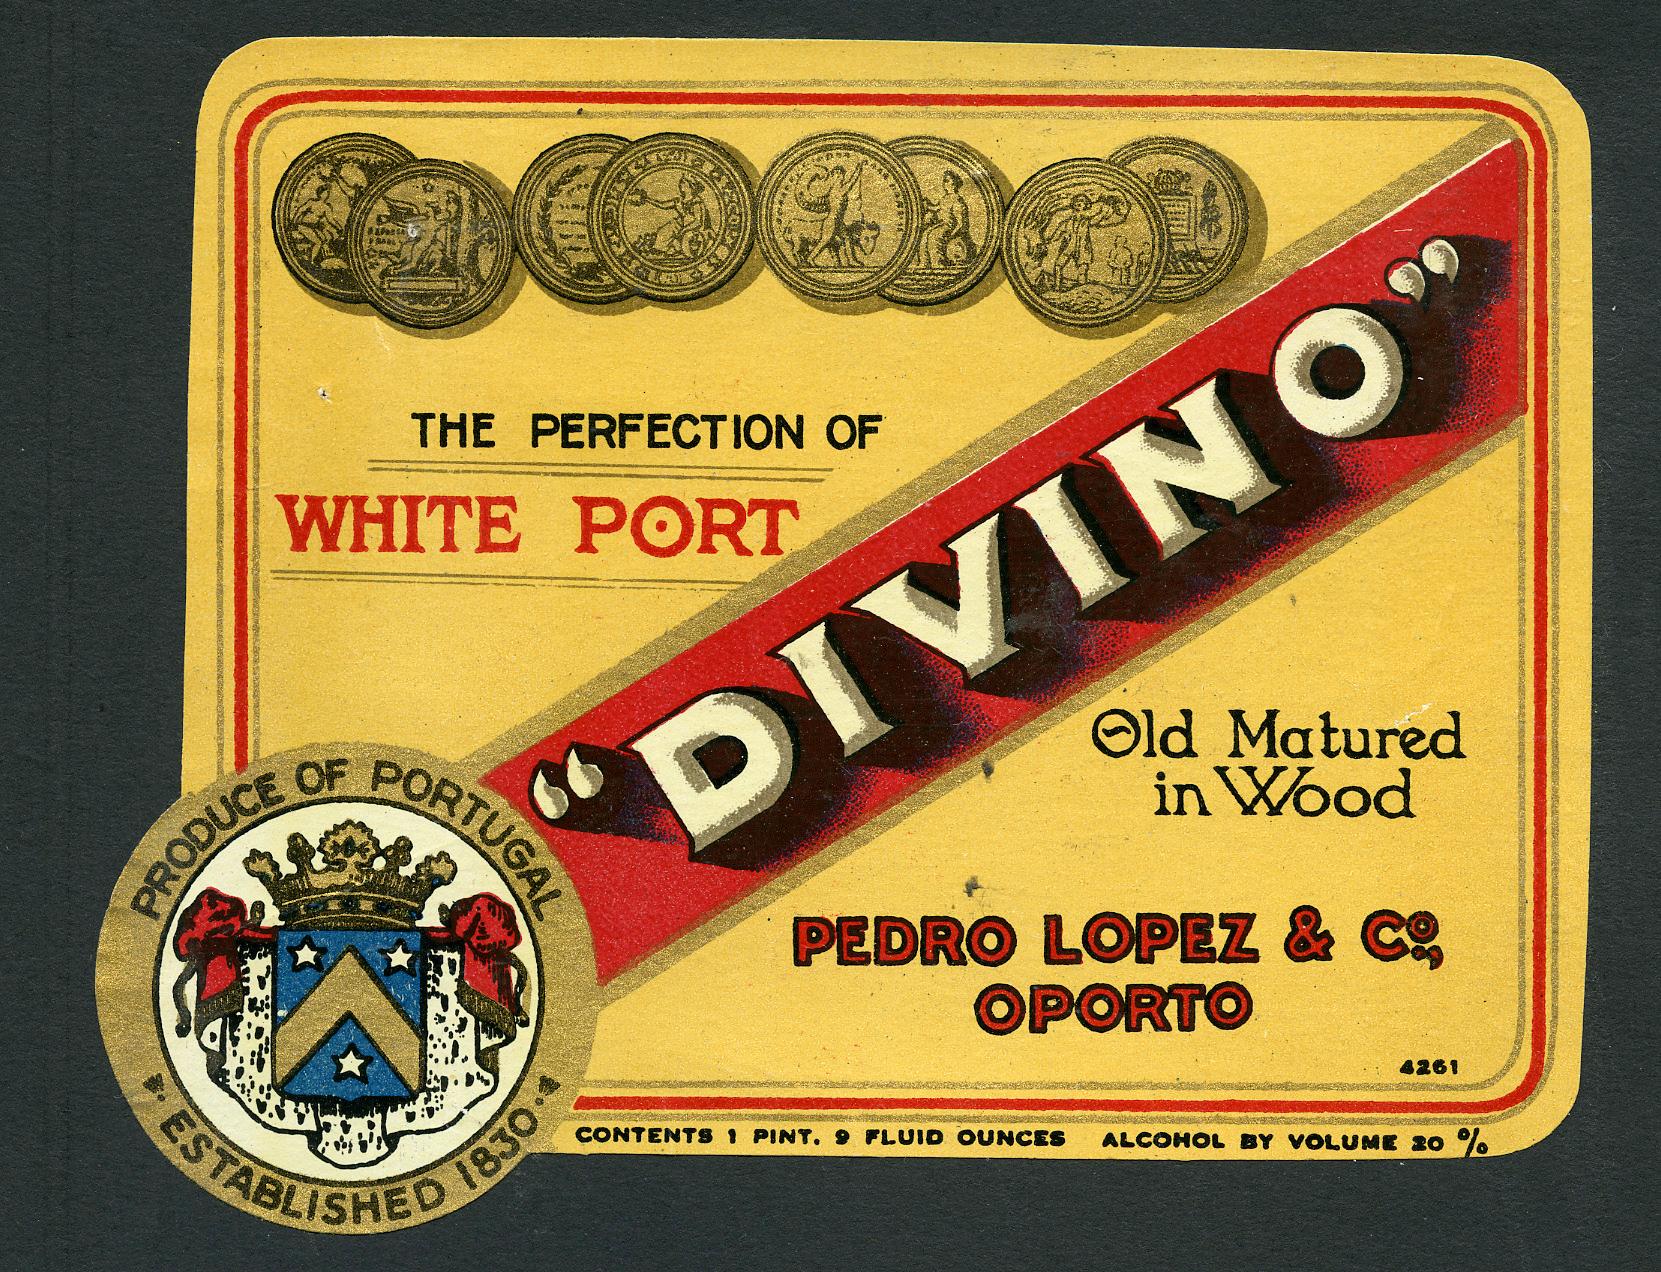 THE PERFECTION OF
WHITE PORT
"DIVINO"
Old Matured
in Wood
PEDRO LOPEZ & Co.,
OPORTO
4261
PRODUCE OF PORTUGAL
ESTABLISHED 1830
CONTENTS 1 PINT. 9 FLUID OUNCES ALCOHOL BY VOLUME 20 %